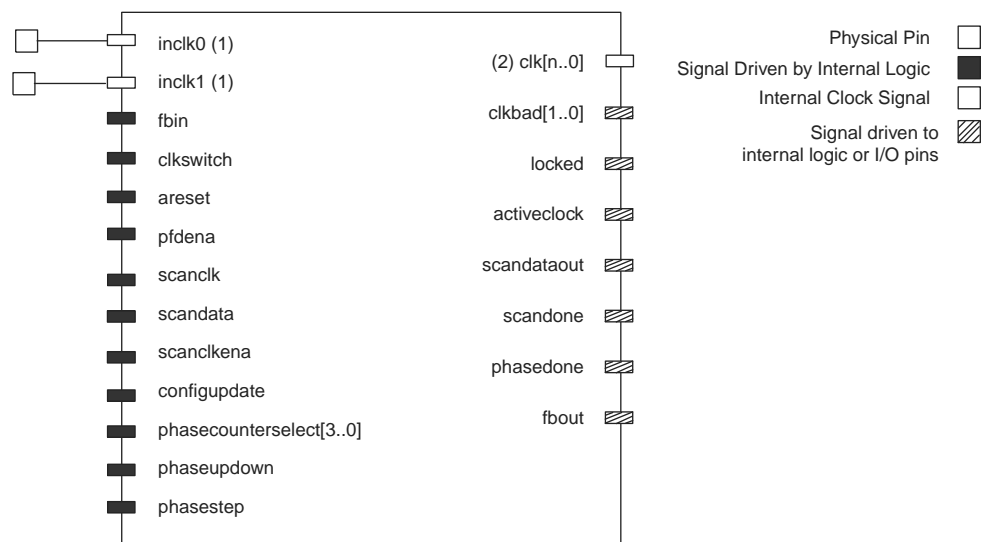 inclk0 (1)
inclk1 (1)
fbin
clkswitch
areset
pfdena
scanclk
scandata
scanclkena
configupdate
phasecounterselect[3..0]
phaseupdown
phasestep
(2) clk[n..0]
clkbad[1..0]
locked
activeclock
scandataout
scandone
phasedone
fbout
Physical Pin
Signal Driven by Internal Logic
Internal Clock Signal
Signal driven to
internal logic or I/O pins